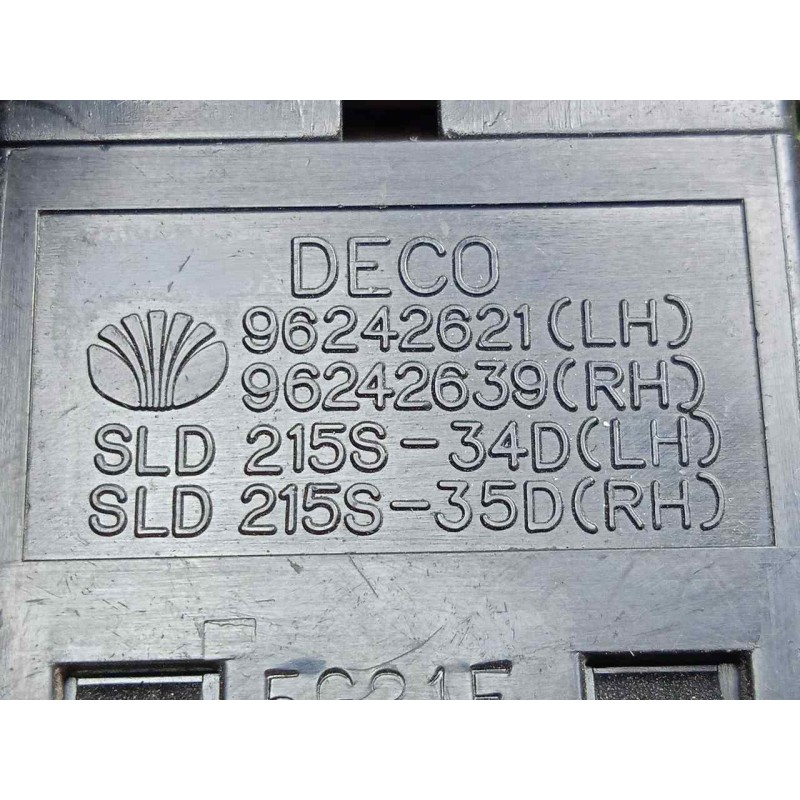 DECO
96242621(LH)
96242639(RH)
SLD 215S-34D(LH)
SLD 215S-35D(RH)